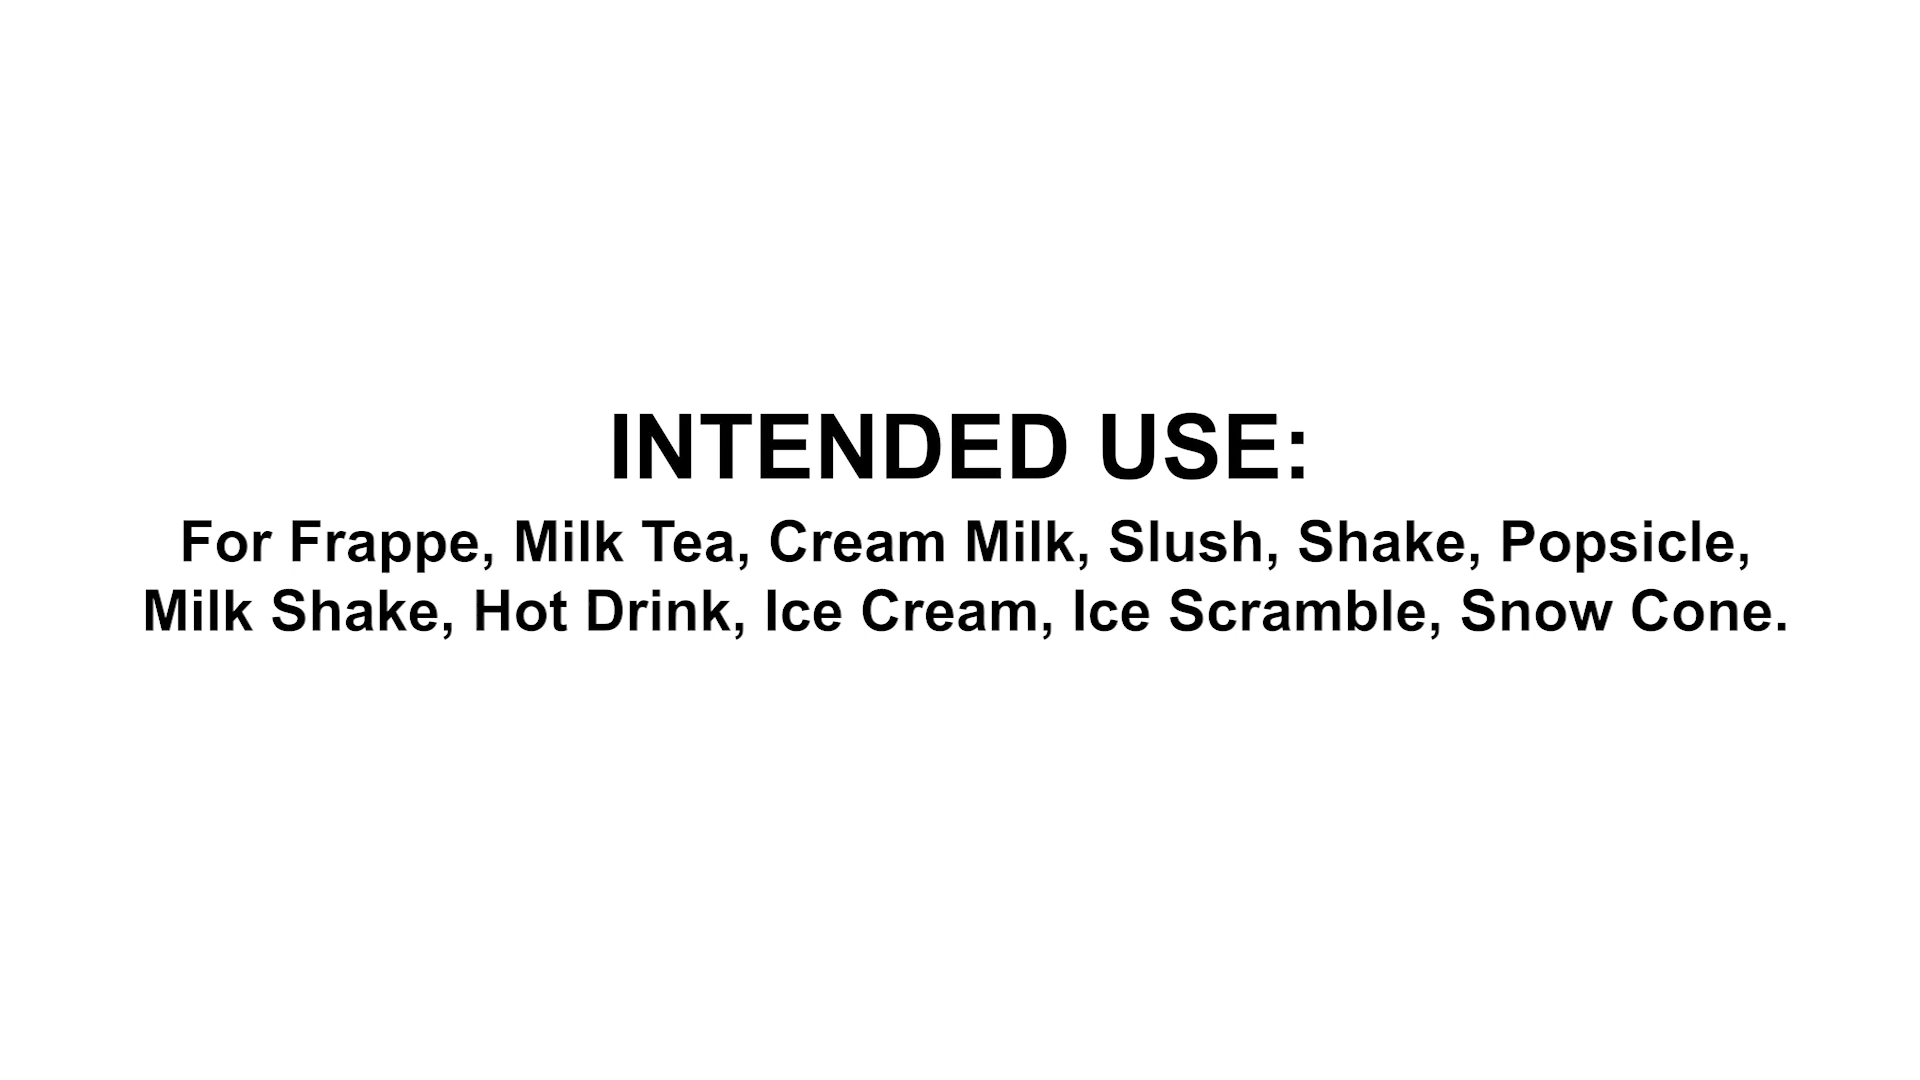 INTENDED USE:
For Frappe, Milk Tea, Cream Milk, Slush, Shake, Popsicle,
Milk Shake, Hot Drink, Ice Cream, Ice Scramble, Snow Cone.